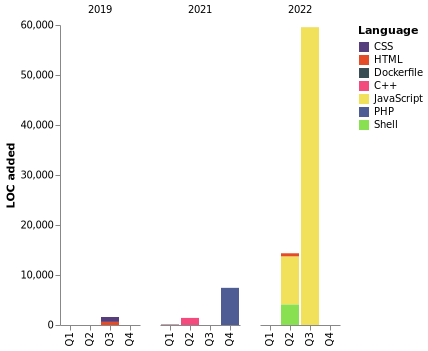 2019 2021 2022
LOC added
60,000
50,000
40,000
30,000
20,000
10,000
0
Q1 Q2 Q3 Q4 Q1 Q2 Q3 Q4 Q1 Q2 Q3 Q4
Language
CSS
HTML
Dockerfile
C++
JavaScript
PHP
Shell